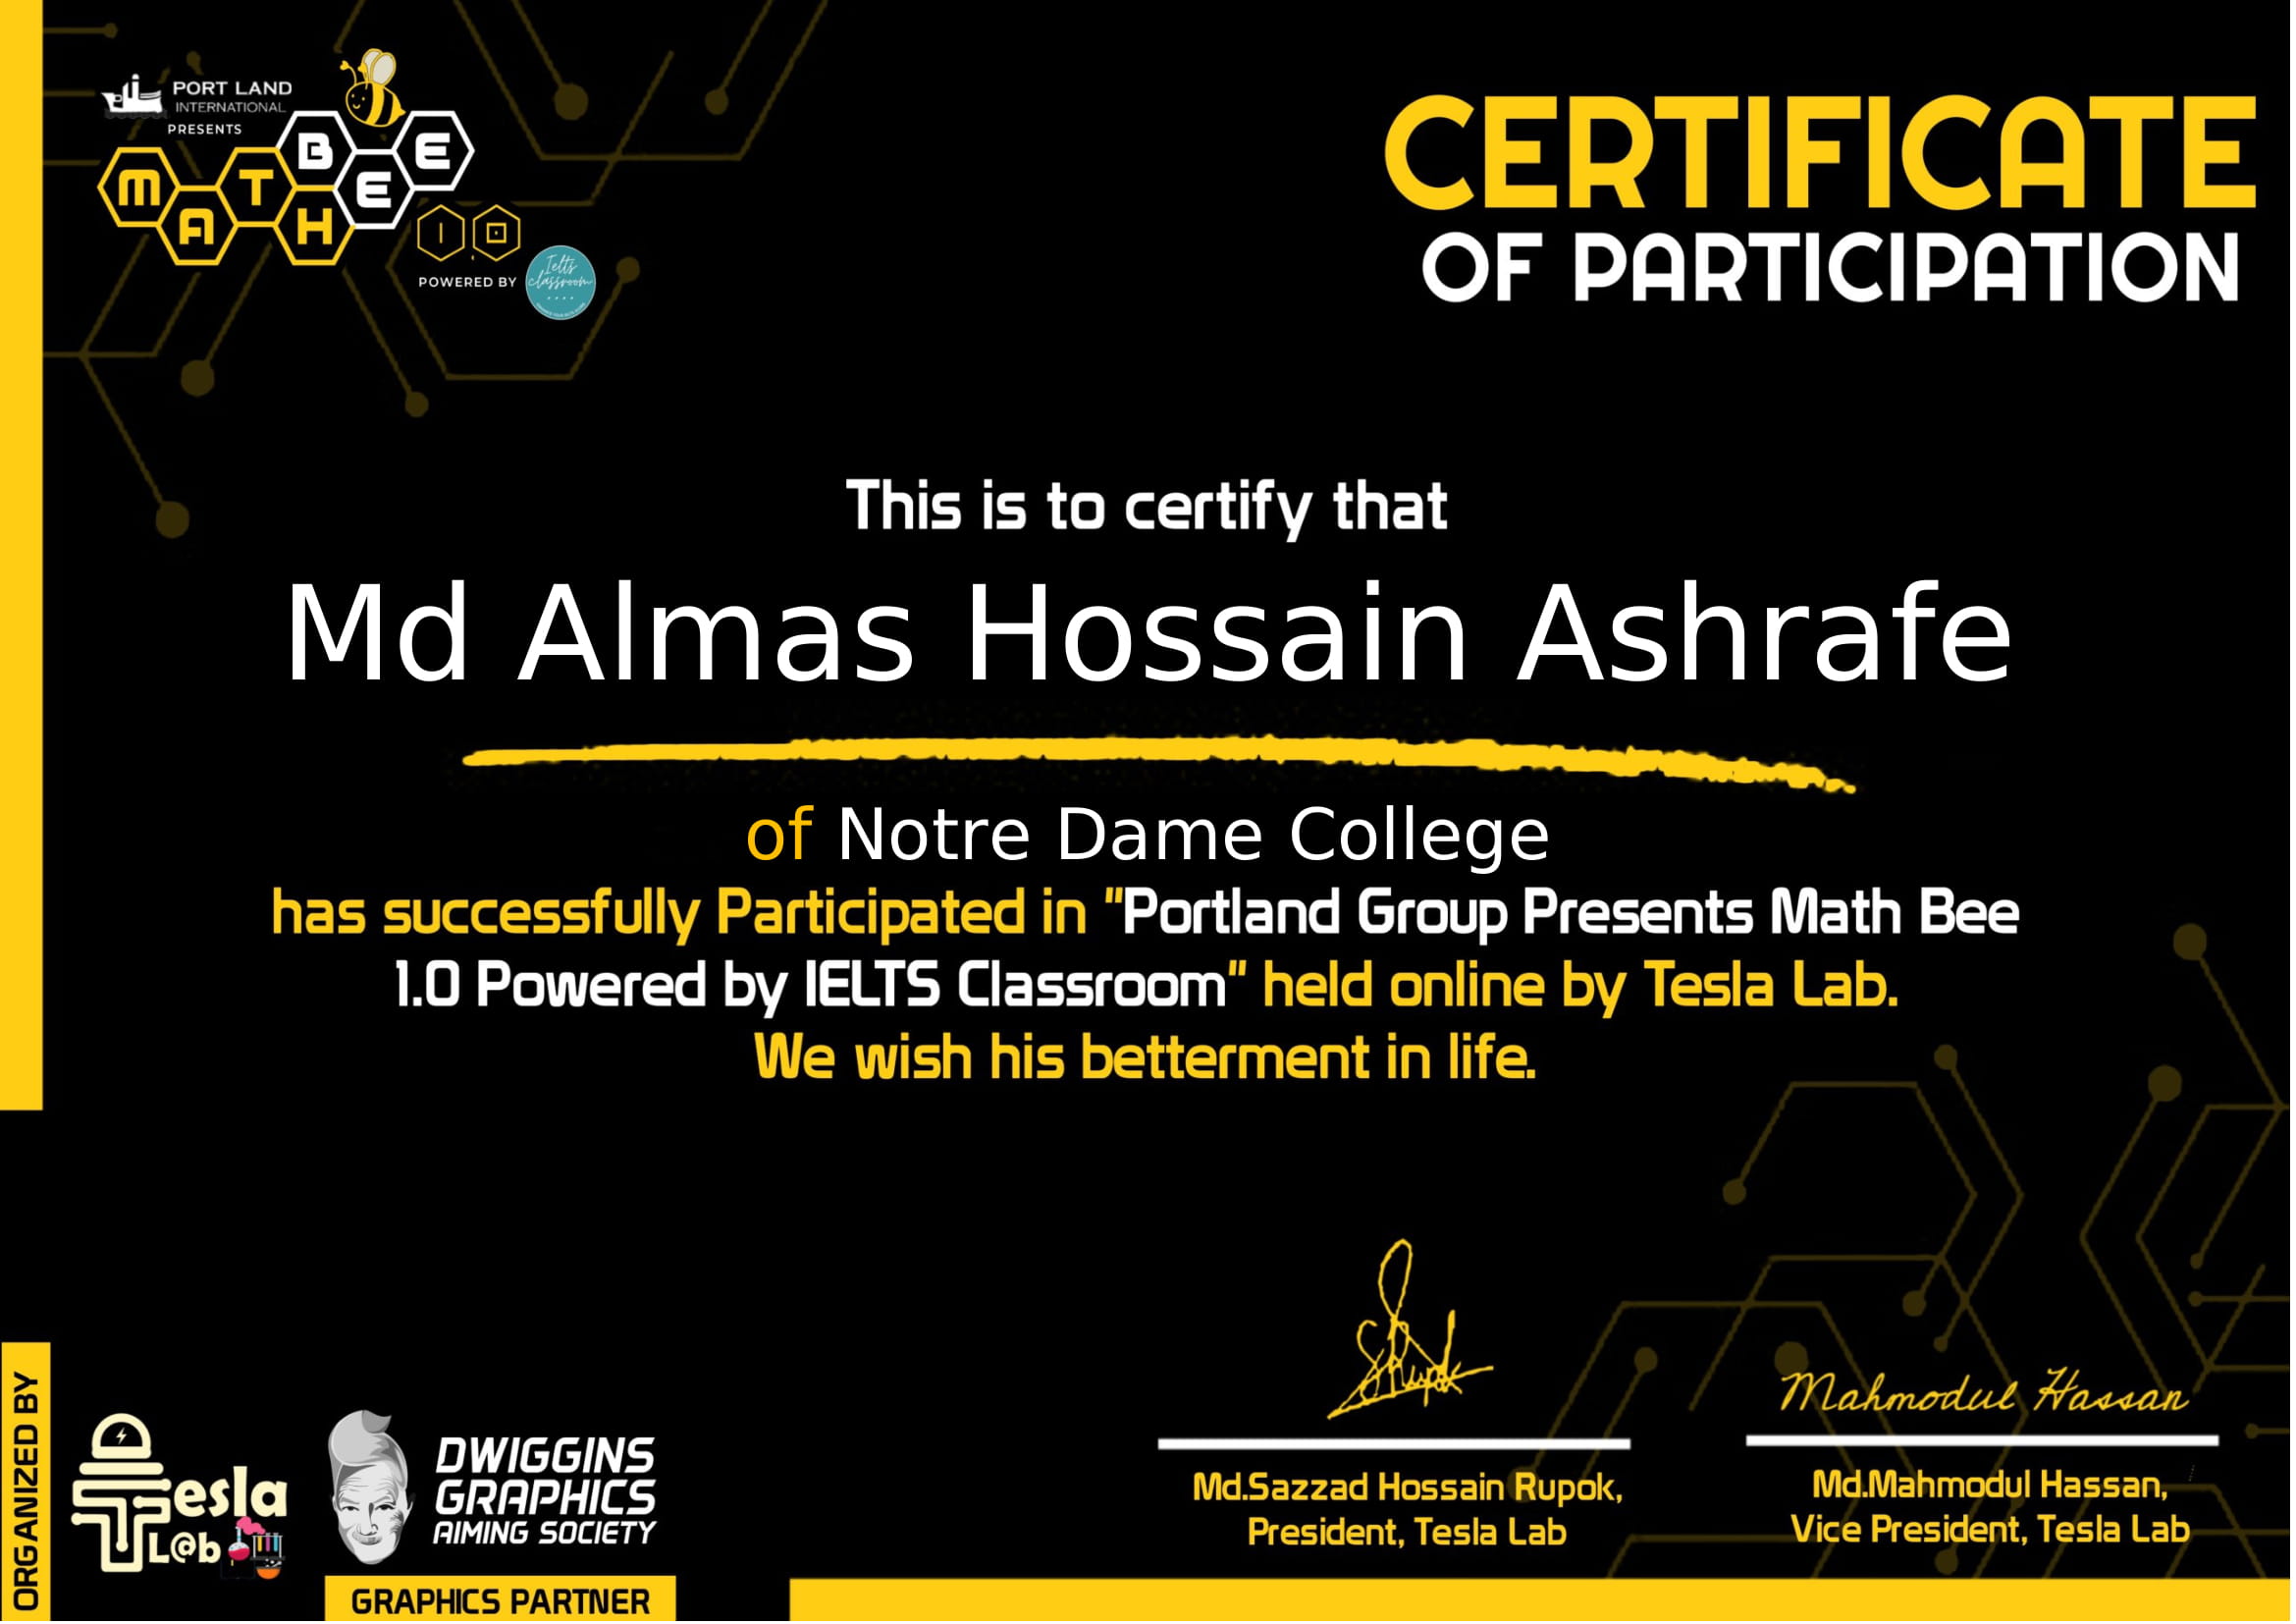 PORT LAND
INTERNATIONAL
PRESENTS
MATH BEE
1.0
POWERED BY
Ielts
classroom
CERTIFICATE
OF PARTICIPATION
This is to certify that
Md Almas Hossain Ashrafe
of Notre Dame College
has successfully Participated in "Portland Group Presents Math Bee
1.0 Powered by IELTS Classroom" held online by Tesla Lab.
We wish his betterment in life.
ORGANIZED BY
Tesla
L@b
DWIGGINS
GRAPHICS
AIMING SOCIETY
GRAPHICS PARTNER
SRupok
Md.Sazzad Hossain Rupok,
President, Tesla Lab
Mahmodul Hassan
Md.Mahmodul Hassan,
Vice President, Tesla Lab